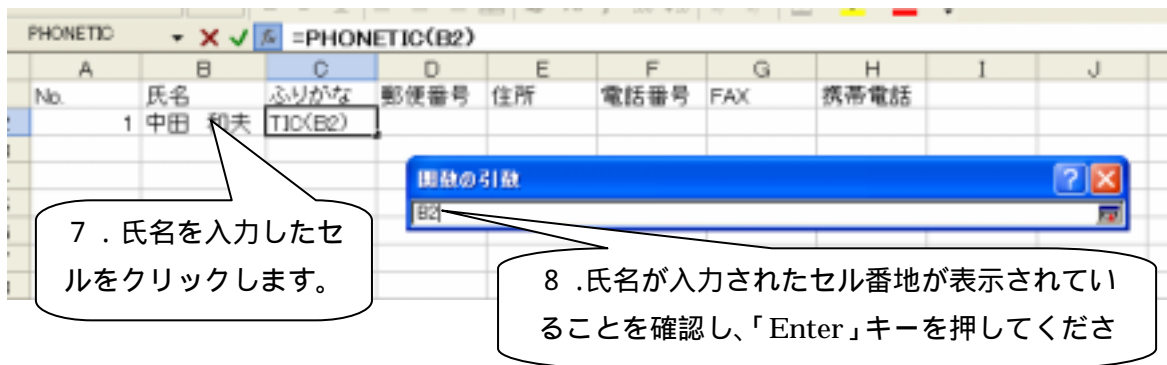 PHONETIC =PHONETIC(B2)
A B C D E F G H I J
No. 氏名 ふりがな 郵便番号 住所 電話番号 FAX 携帯電話
1 中田 和夫 TIC(B2)
関数の引数
B2
７．氏名を入力したセ
ルをクリックします。
８．氏名が入力されたセル番地が表示されてい
ることを確認し、「Enter」キーを押してくださ